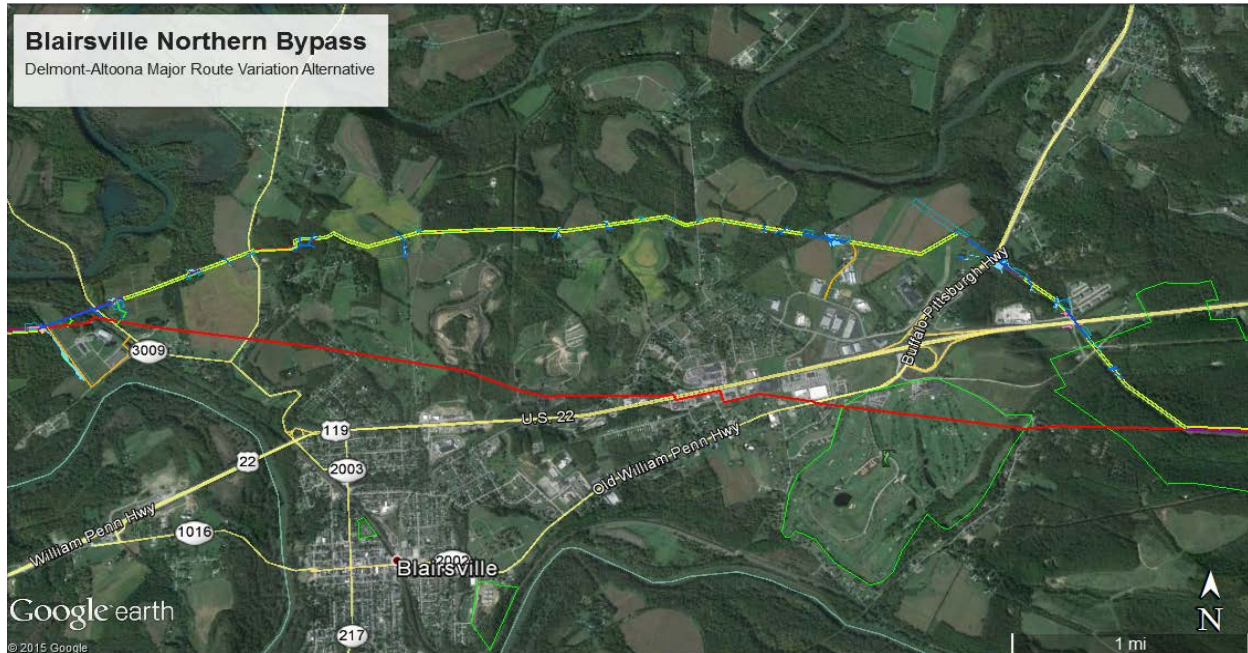 Blairsville Northern Bypass
Delmont-Altoona Major Route Variation Alternative
Buffalo-Pittsburgh Hwy
3009
U.S. 22
119
22
2003
Old William Penn Hwy
William Penn Hwy
1016
2002
Blairsville
217
Google earth
© 2015 Google
N
1 mi